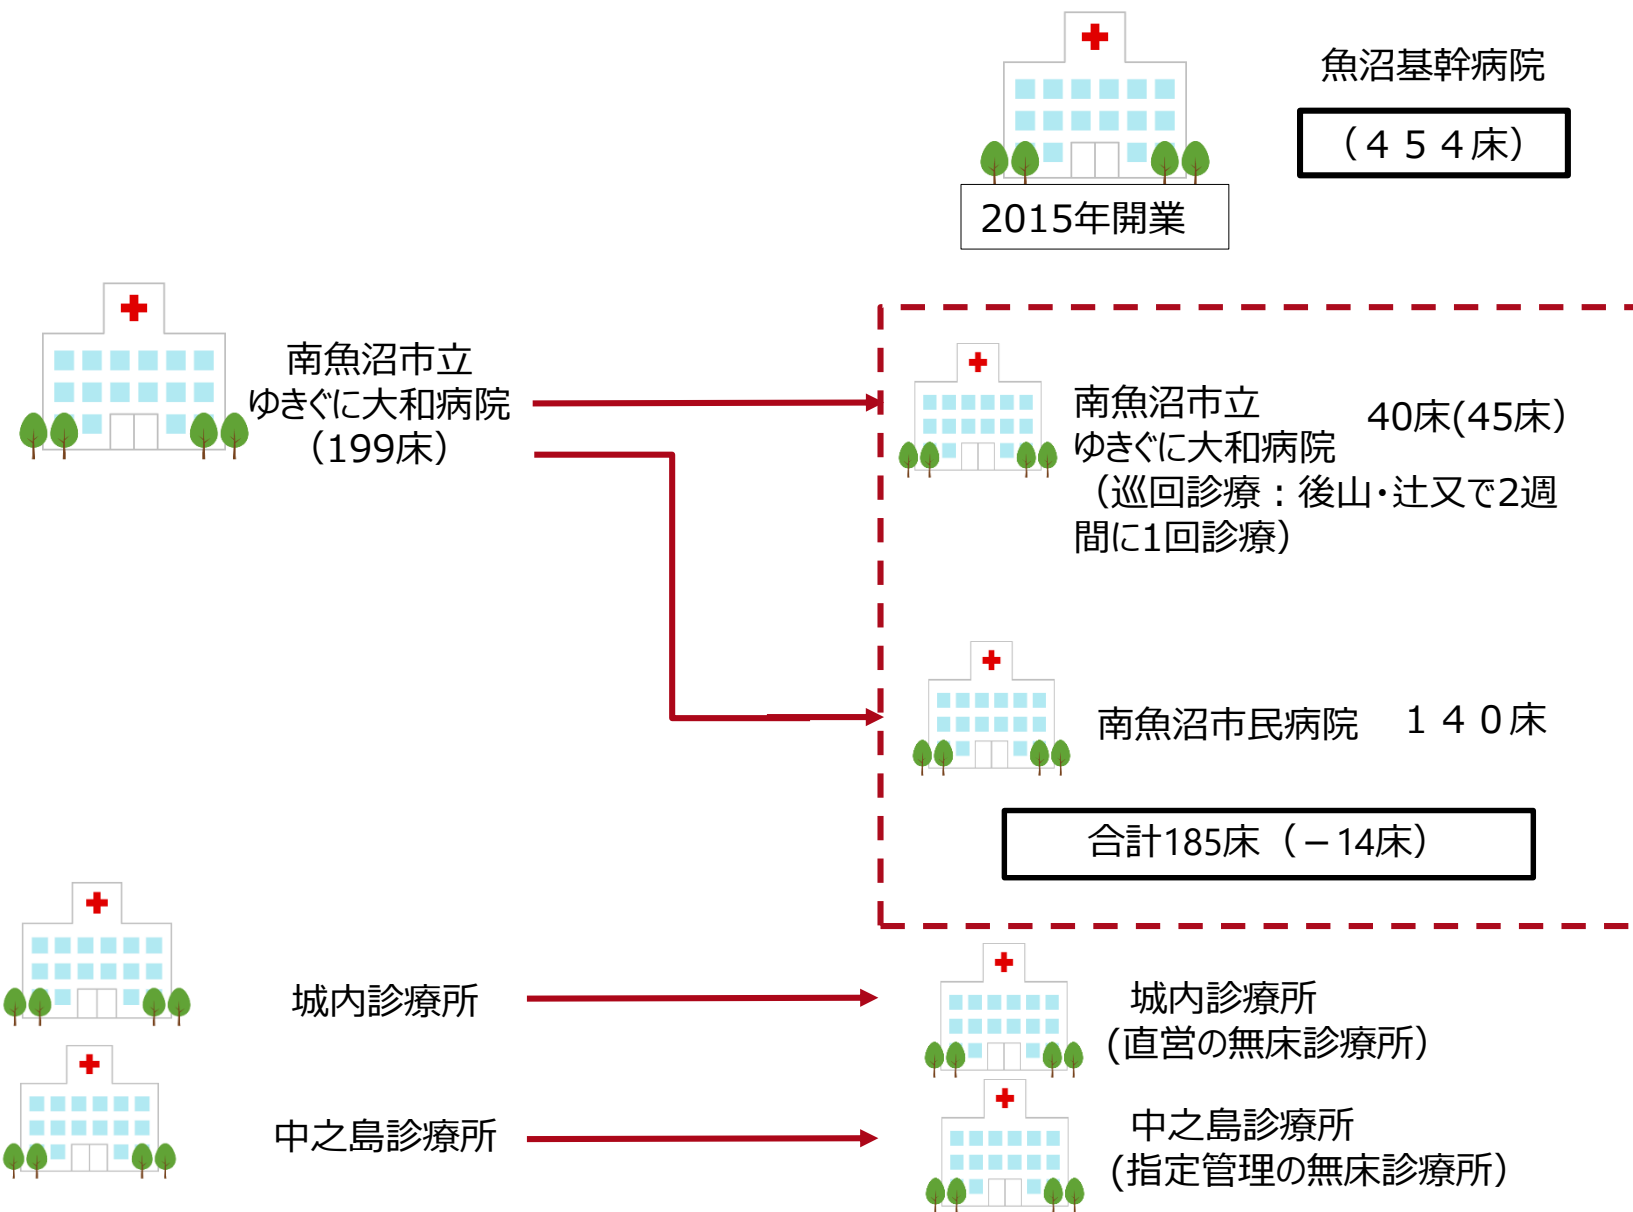 魚沼基幹病院
（４５４床）
2015年開業
南魚沼市立
ゆきぐに大和病院
（199床）
南魚沼市立
ゆきぐに大和病院
40床(45床）
（巡回診療：後山・辻又で2週
間に1回診療）
南魚沼市民病院
１４０床
合計185床（－14床）
城内診療所
城内診療所
(直営の無床診療所）
中之島診療所
中之島診療所
(指定管理の無床診療所）